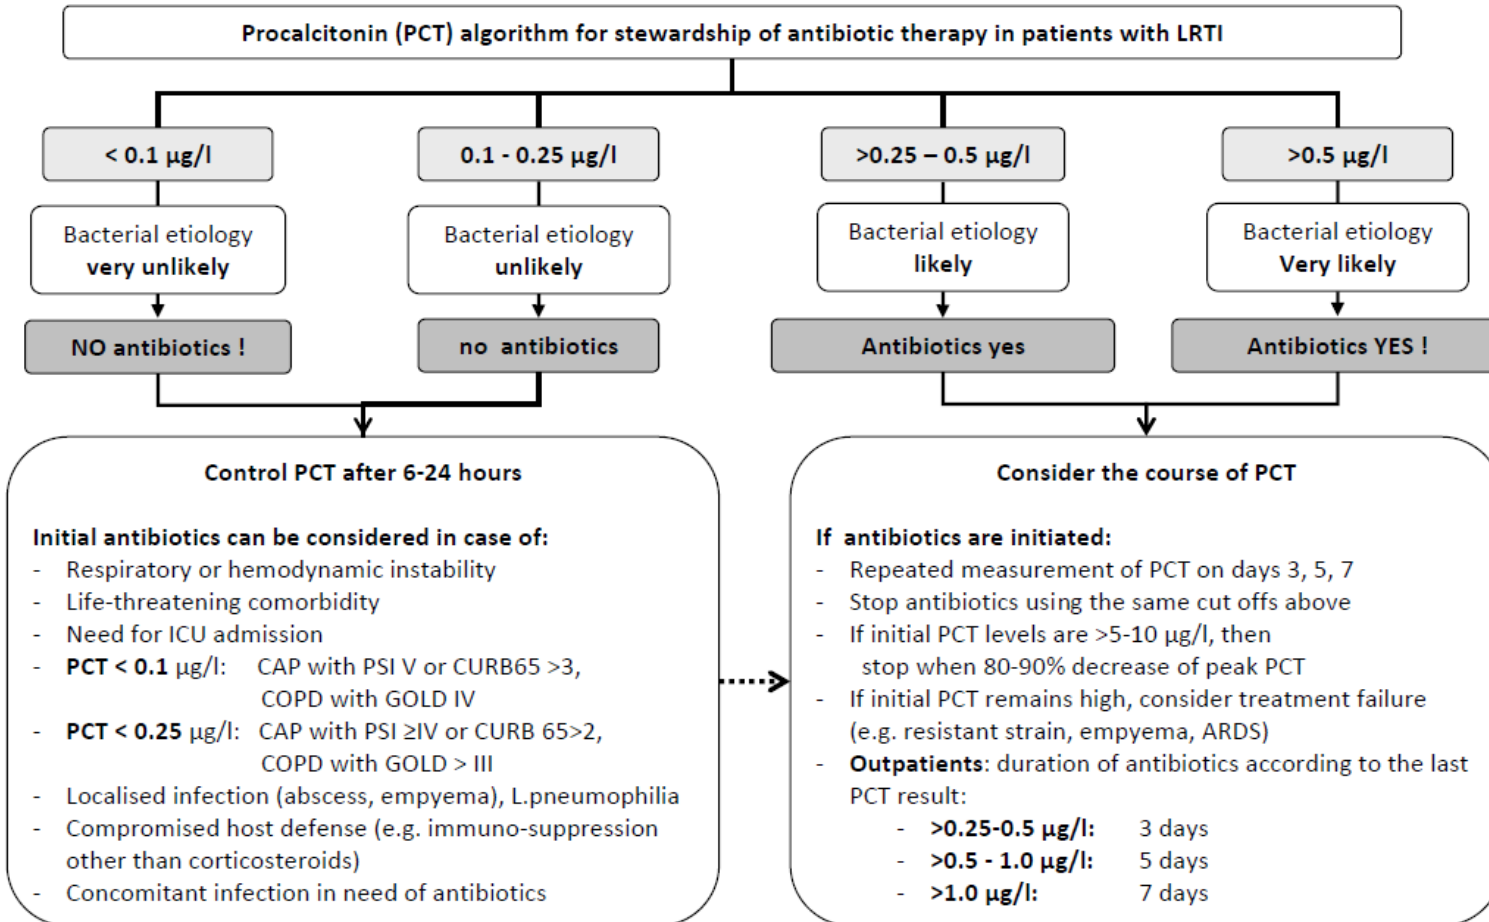 Procalcitonin (PCT) algorithm for stewardship of antibiotic therapy in patients with LRTI
< 0.1 µg/l
0.1 - 0.25 µg/l
>0.25 – 0.5 µg/l
>0.5 µg/l
Bacterial etiology
very unlikely
Bacterial etiology
unlikely
Bacterial etiology
likely
Bacterial etiology
Very likely
NO antibiotics !
no antibiotics
Antibiotics yes
Antibiotics YES !
Control PCT after 6-24 hours
Initial antibiotics can be considered in case of:
- Respiratory or hemodynamic instability
- Life-threatening comorbidity
- Need for ICU admission
- PCT < 0.1 µg/l: CAP with PSI V or CURB65 >3,
COPD with GOLD IV
- PCT < 0.25 µg/l: CAP with PSI ≥IV or CURB 65>2,
COPD with GOLD > III
- Localised infection (abscess, empyema), L.pneumophilia
- Compromised host defense (e.g. immuno-suppression
other than corticosteroids)
- Concomitant infection in need of antibiotics
Consider the course of PCT
If antibiotics are initiated:
- Repeated measurement of PCT on days 3, 5, 7
- Stop antibiotics using the same cut offs above
- If initial PCT levels are >5-10 µg/l, then
stop when 80-90% decrease of peak PCT
- If initial PCT remains high, consider treatment failure
(e.g. resistant strain, empyema, ARDS)
- Outpatients: duration of antibiotics according to the last
PCT result:
- >0.25-0.5 µg/l: 3 days
- >0.5 - 1.0 µg/l: 5 days
- >1.0 µg/l: 7 days